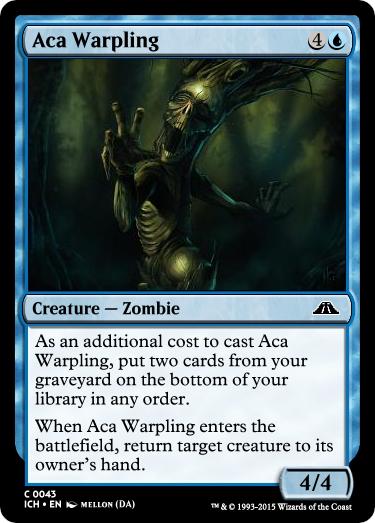 Aca Warpling 4
Creature — Zombie
As an additional cost to cast Aca
Warpling, put two cards from your
graveyard on the bottom of your
library in any order.
When Aca Warpling enters the
battlefield, return target creature to its
owner's hand.
4/4
C 0043
ICH • EN MELLON (DA)
™ & © 1993-2015 Wizards of the Coast